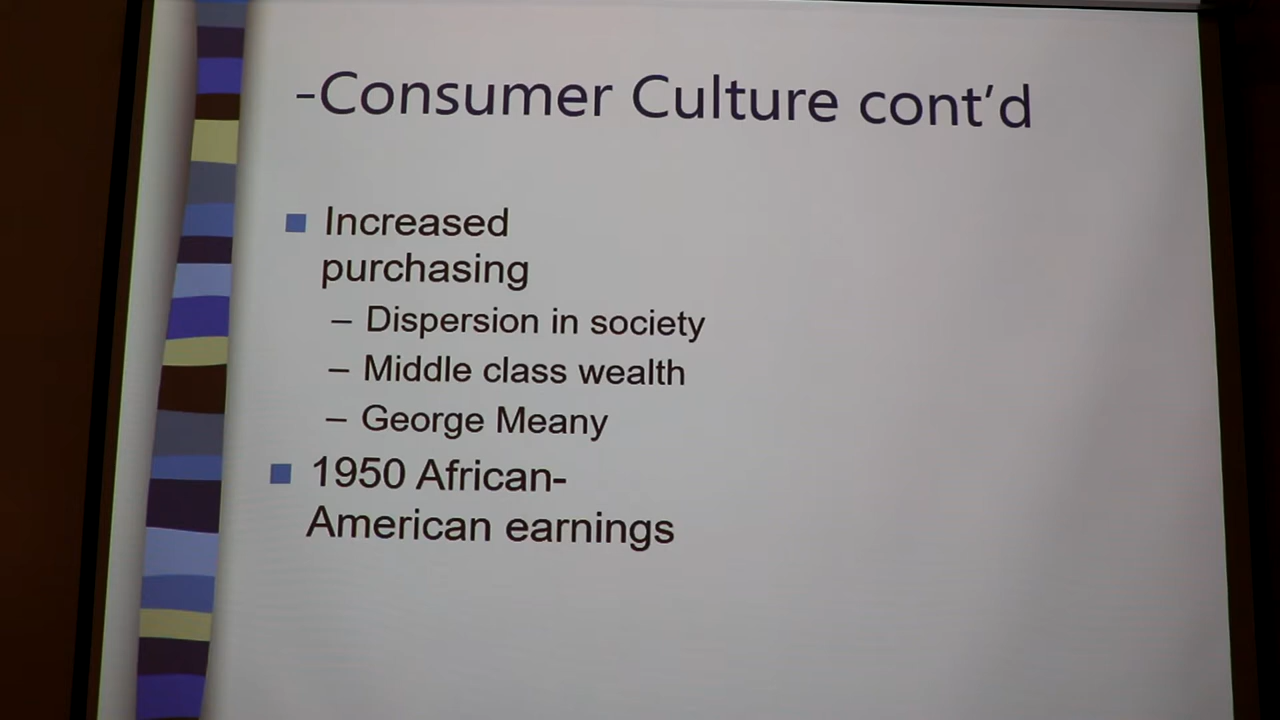 -Consumer Culture cont'd
Increased
purchasing
– Dispersion in society
– Middle class wealth
– George Meany
1950 African-
American earnings